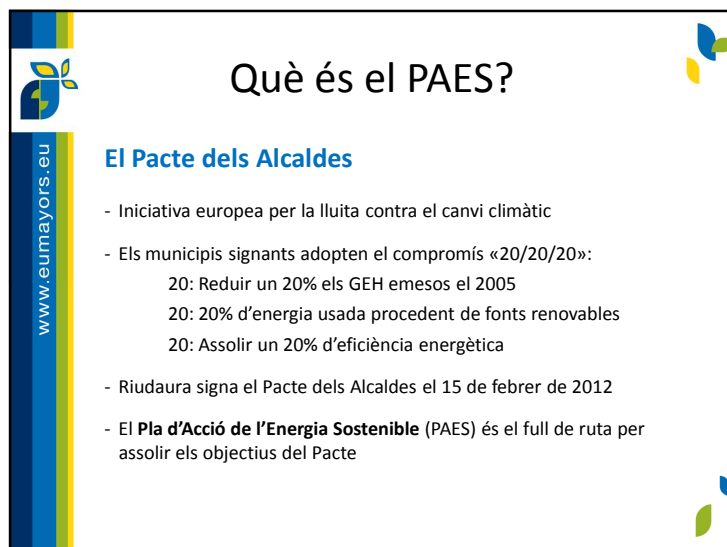 Què és el PAES?
www.eumayors.eu
El Pacte dels Alcaldes
- Iniciativa europea per la lluita contra el canvi climàtic
- Els municipis signants adopten el compromís «20/20/20»:
20: Reduir un 20% els GEH emesos el 2005
20: 20% d’energia usada procedent de fonts renovables
20: Assolir un 20% d’eficiència energètica
- Riudaura signa el Pacte dels Alcaldes el 15 de febrer de 2012
- El Pla d’Acció de l’Energia Sostenible (PAES) és el full de ruta per
assolir els objectius del Pacte